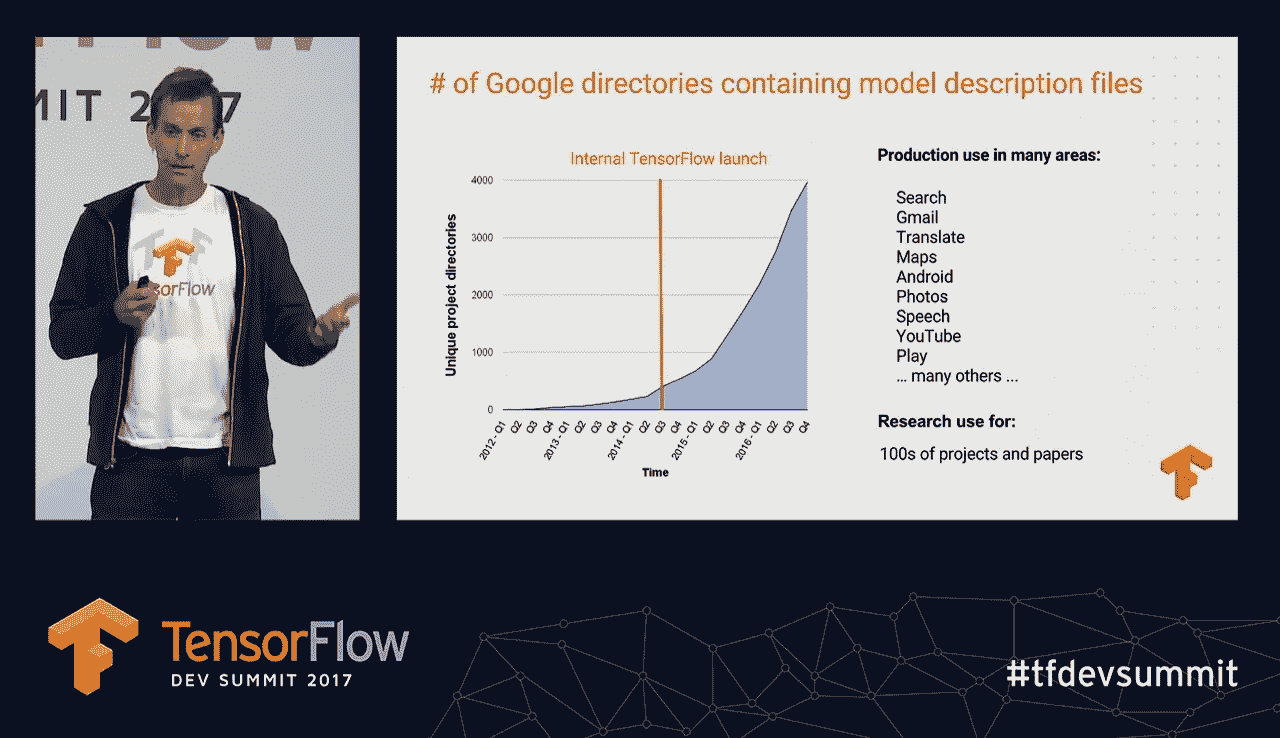 MIT 2 7
sorFlow
# of Google directories containing model description files
Internal TensorFlow launch
Unique project directories
4000
3000
2000
1000
0
2012 - Q1
Q2
Q3
Q4
2013 - Q1
Q2
Q3
Q4
2014 - Q1
Q2
Q3
Q4
2015 - Q1
Q2
Q3
Q4
2016 - Q1
Q2
Q3
Q4
Time
Production use in many areas:
Search
Gmail
Translate
Maps
Android
Photos
Speech
YouTube
Play
... many others ...
Research use for:
100s of projects and papers
TensorFlow
DEV SUMMIT 2017
#tfdevsummit